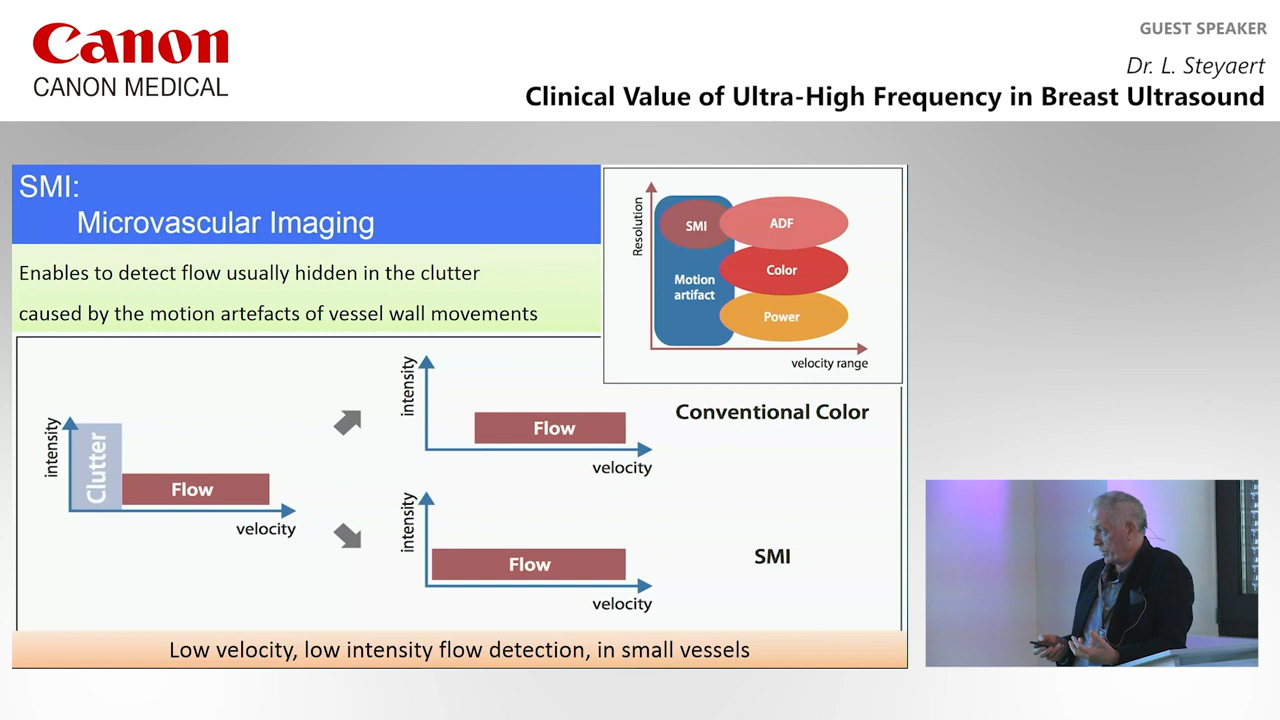 Canon
CANON MEDICAL
GUEST SPEAKER
Dr. L. Steyaert
Clinical Value of Ultra-High Frequency in Breast Ultrasound
SMI:
Microvascular Imaging
Enables to detect flow usually hidden in the clutter
caused by the motion artefacts of vessel wall movements
Resolution
SMI
ADF
Color
Motion
artifact
Power
velocity range
intensity
Clutter
Flow
velocity
intensity
Flow
velocity
Conventional Color
intensity
Flow
velocity
SMI
Low velocity, low intensity flow detection, in small vessels